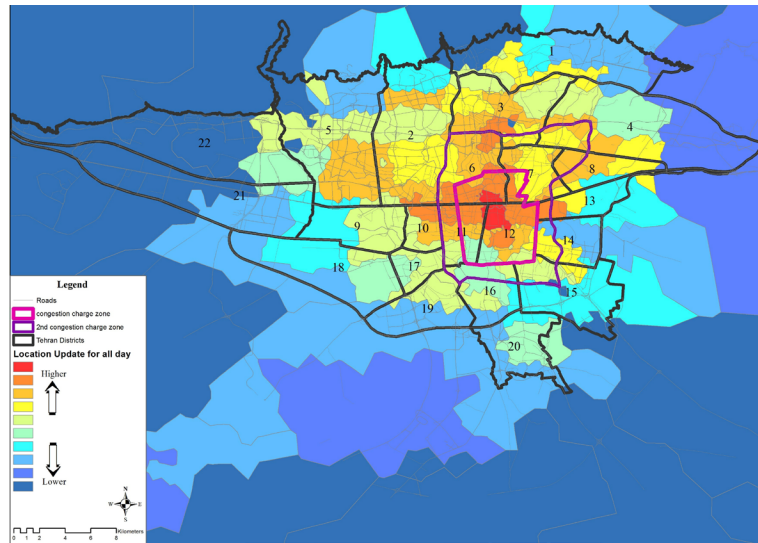 1
3
2
4
5
22
6
7
8
21
13
9
10
11
12
14
18
17
16
15
19
20
Legend
Roads
congestion charge zone
2nd congestion charge zone
Tehran Districts
Location Update for all day
Higher
Lower
N
W E
S
0 1 2 4 6 8
Kilometers